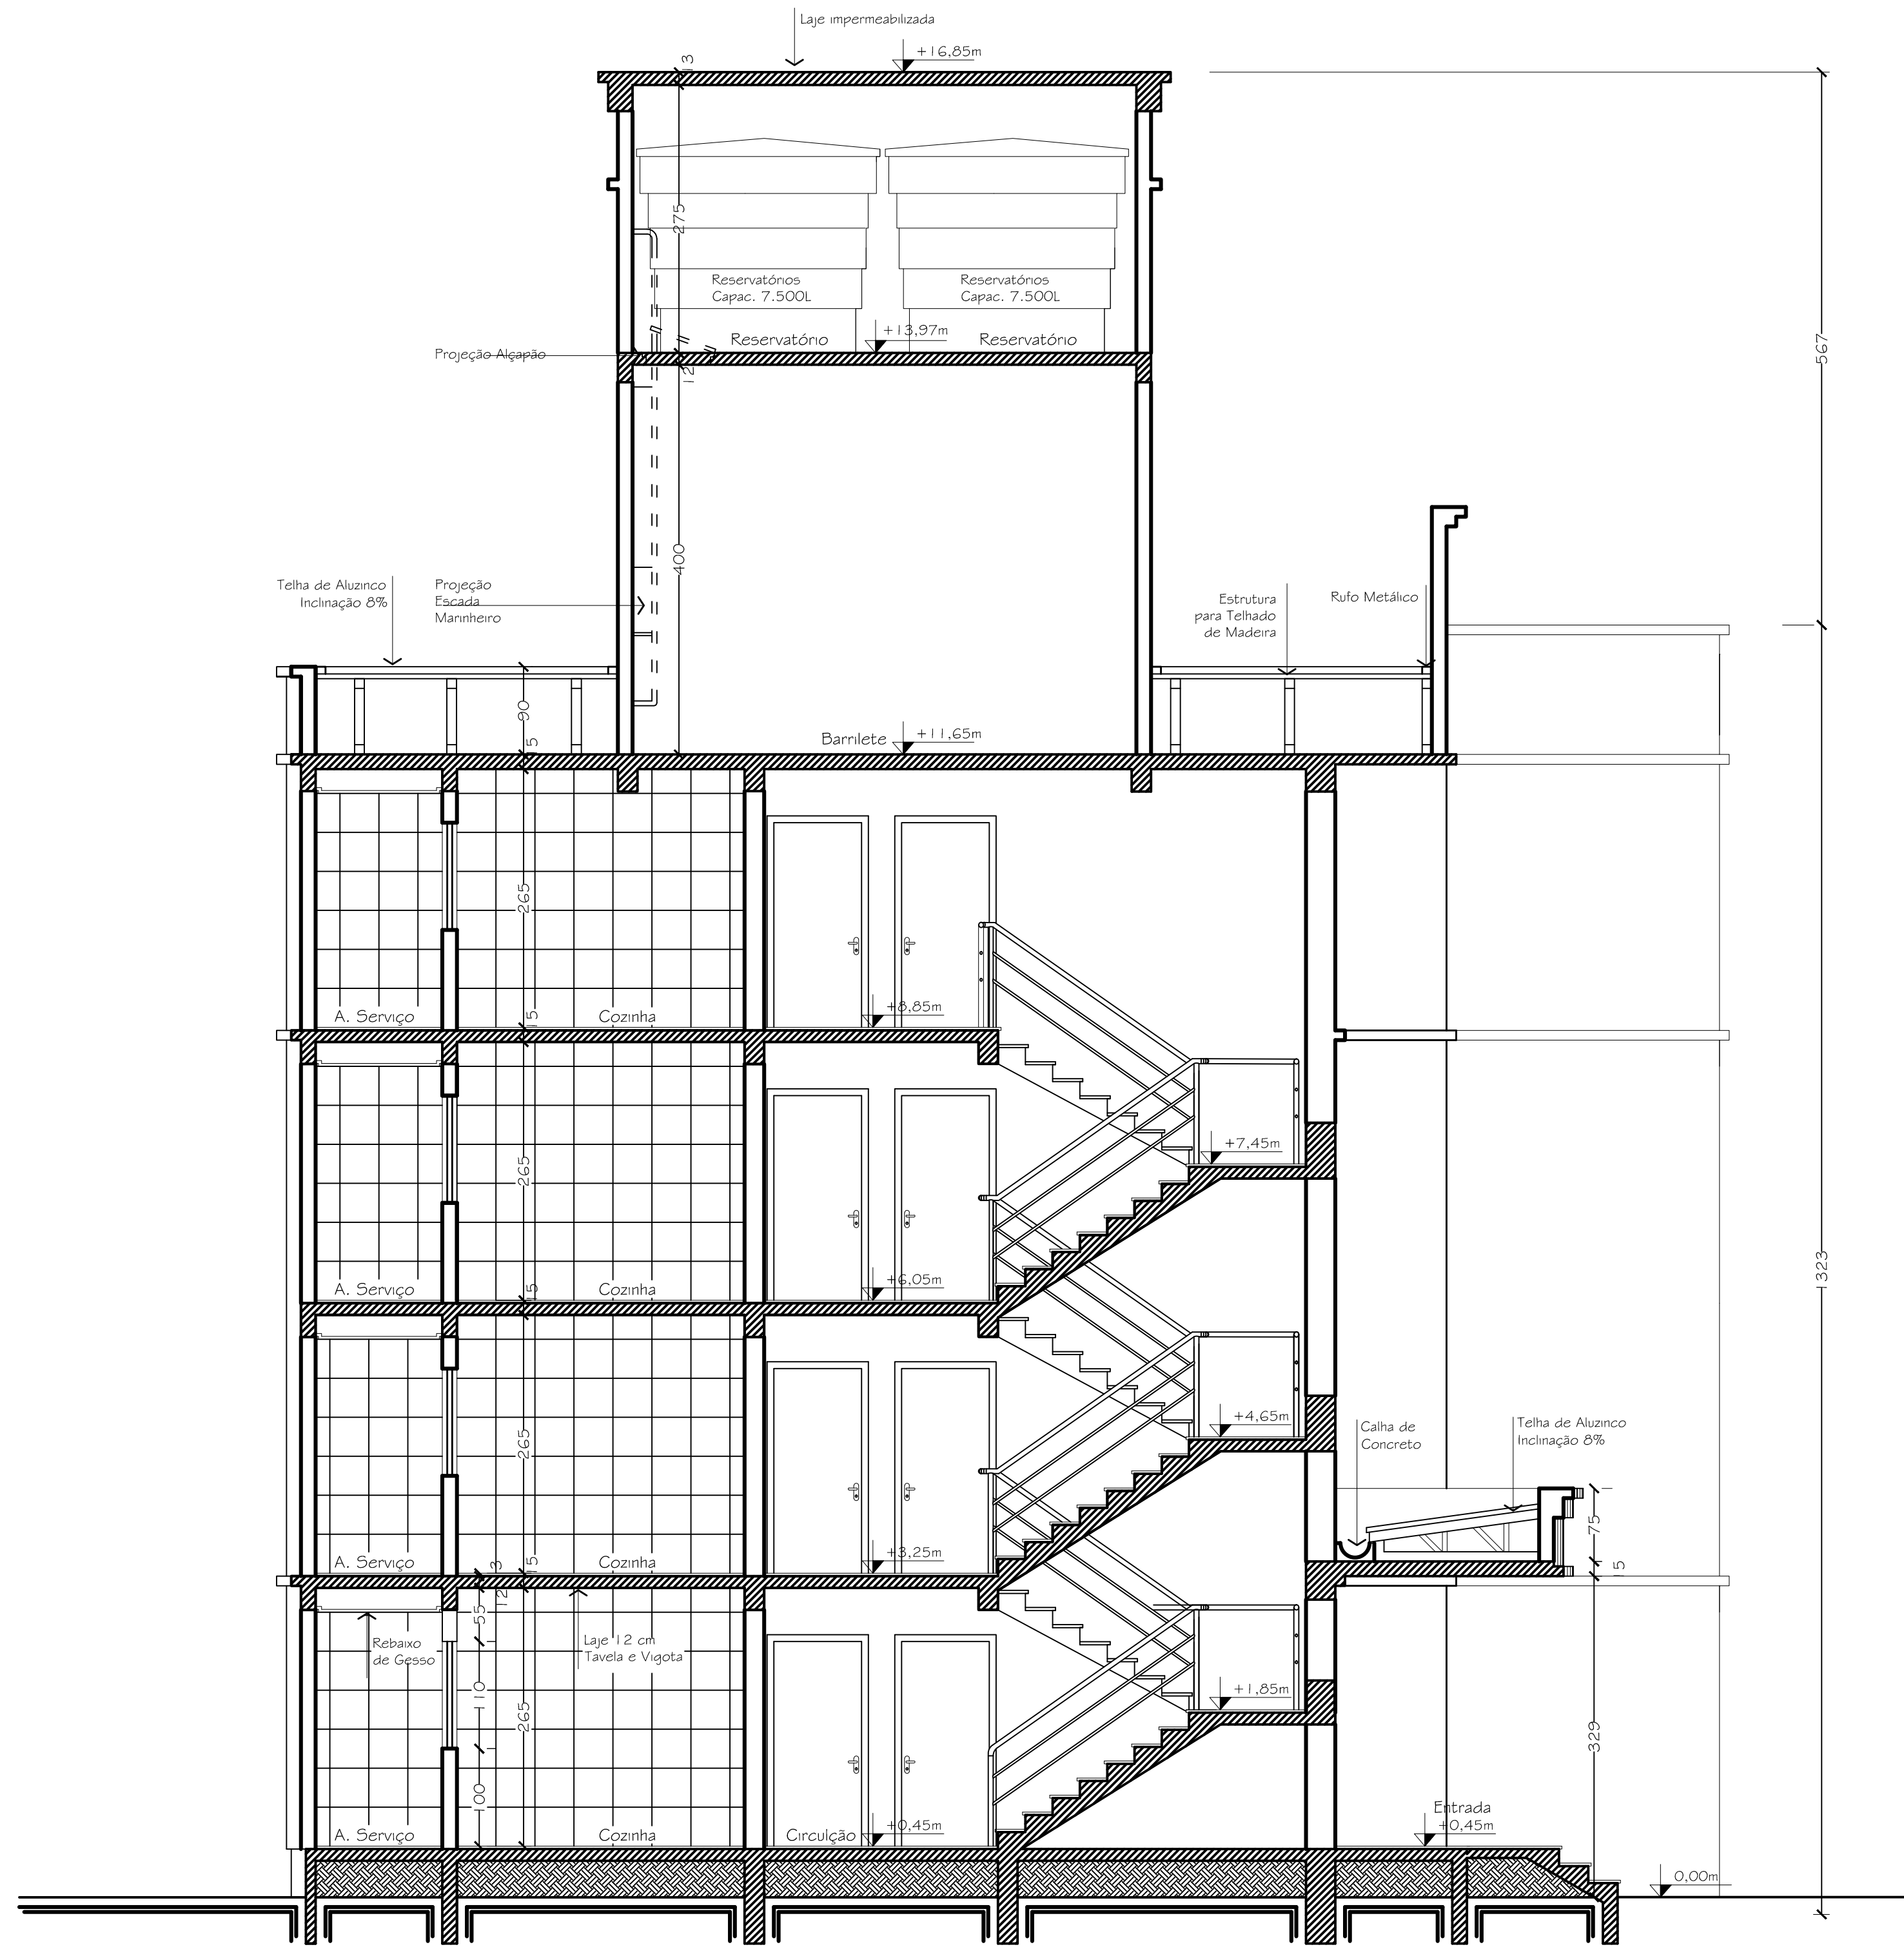 Laje impermeabilizada
+16,85m
13
275
Reservatórios
Capac. 7.500L
Reservatórios
Capac. 7.500L
Reservatório
+13,97m
Reservatório
Projeção Alçapão
12
567
400
Telha de Aluzinco
Inclinação 8%
Projeção
Escada
Marinheiro
Estrutura
para Telhado
de Madeira
Rufo Metálico
90
15
Barrilete
+11,65m
265
A. Serviço
15
Cozinha
+8,85m
265
+7,45m
A. Serviço
15
Cozinha
+6,05m
1323
265
+4,65m
Calha de
Concreto
Telha de Aluzinco
Inclinação 8%
75
A. Serviço
3
15
Cozinha
+3,25m
15
12
55
Rebaixo
de Gesso
Laje 12 cm
Tavela e Vigota
110
265
+1,85m
329
100
A. Serviço
Cozinha
Circulção
+0,45m
Entrada
+0,45m
0,00m